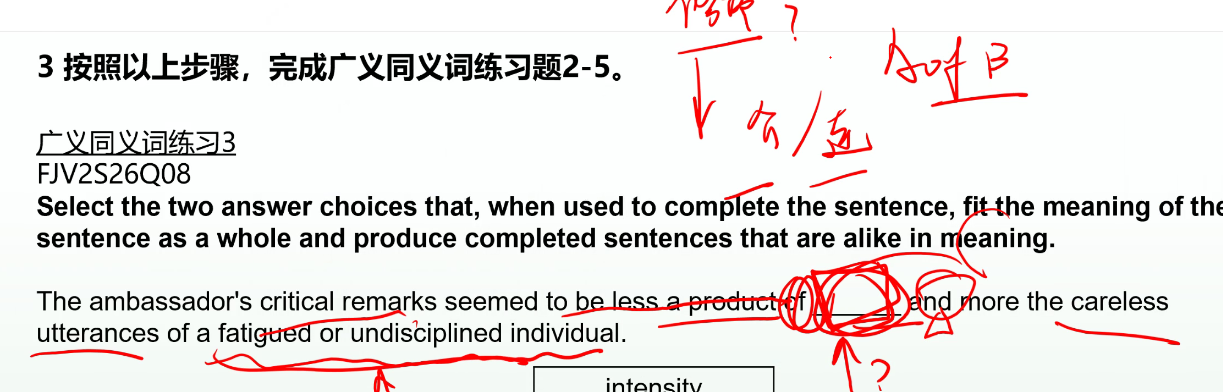 ?
A of B
3 按照以上步骤，完成广义同义词练习题2-5。
广义同义词练习3
FJV2S26Q08
Select the two answer choices that, when used to complete the sentence, fit the meaning of the
sentence as a whole and produce completed sentences that are alike in meaning.
The ambassador's critical remarks seemed to be less a product of ______ and more the careless
utterances of a fatigued or undisciplined individual.
?
intensity